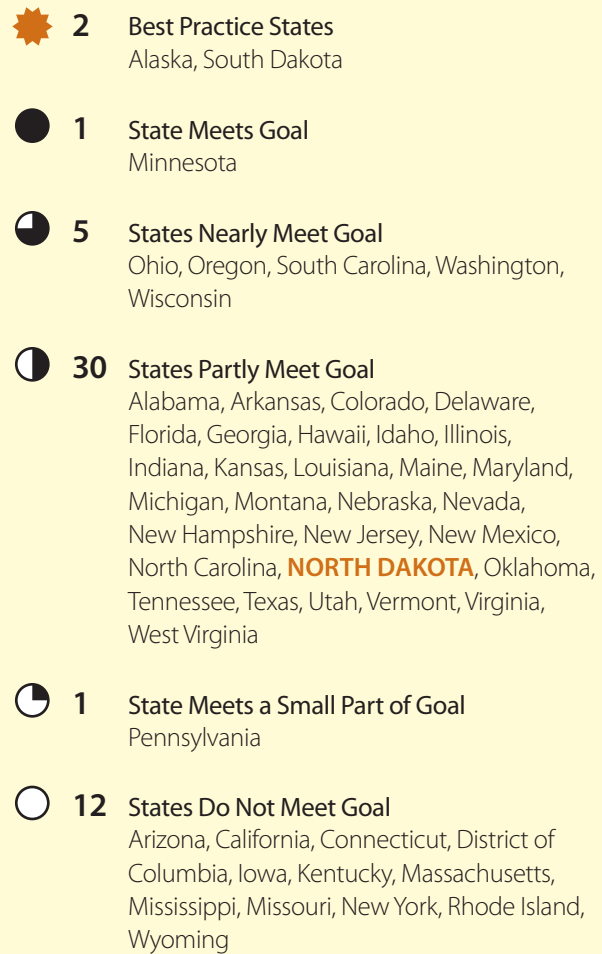 2 Best Practice States
Alaska, South Dakota
1 State Meets Goal
Minnesota
5 States Nearly Meet Goal
Ohio, Oregon, South Carolina, Washington,
Wisconsin
30 States Partly Meet Goal
Alabama, Arkansas, Colorado, Delaware,
Florida, Georgia, Hawaii, Idaho, Illinois,
Indiana, Kansas, Louisiana, Maine, Maryland,
Michigan, Montana, Nebraska, Nevada,
New Hampshire, New Jersey, New Mexico,
North Carolina, NORTH DAKOTA, Oklahoma,
Tennessee, Texas, Utah, Vermont, Virginia,
West Virginia
1 State Meets a Small Part of Goal
Pennsylvania
12 States Do Not Meet Goal
Arizona, California, Connecticut, District of
Columbia, Iowa, Kentucky, Massachusetts,
Mississippi, Missouri, New York, Rhode Island,
Wyoming